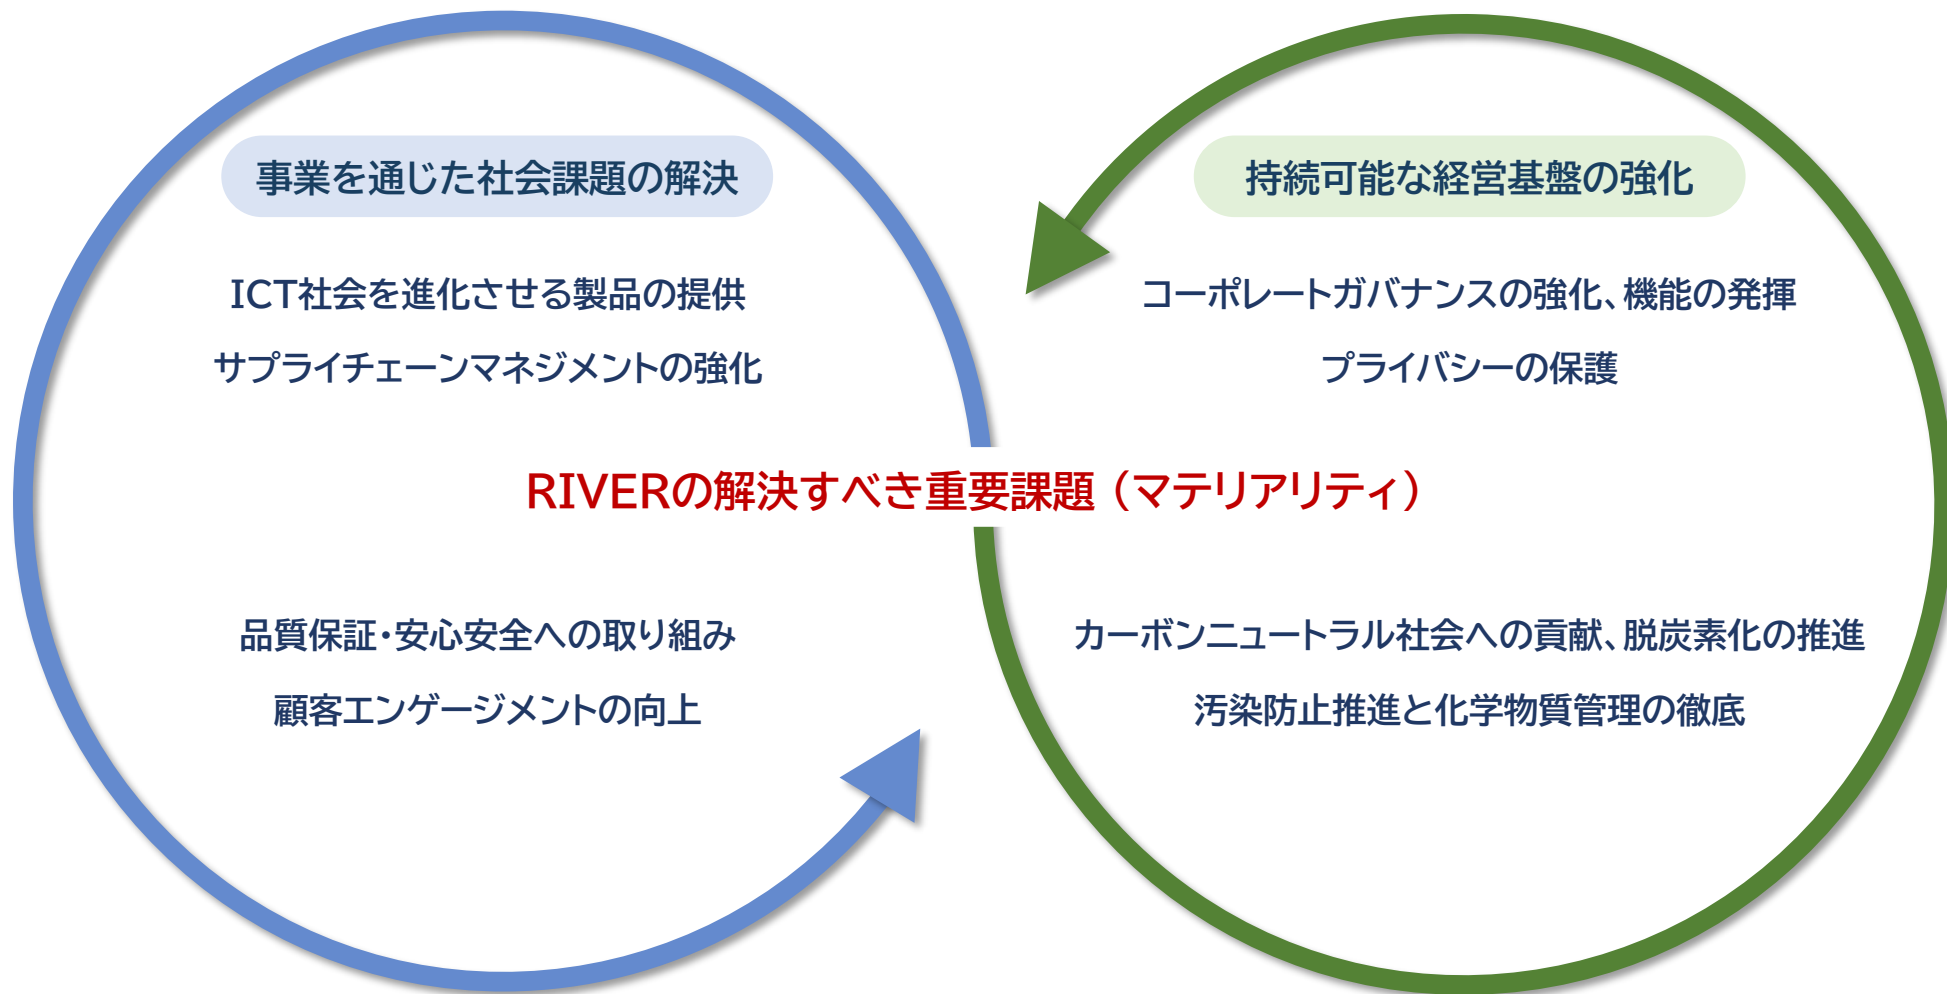 事業を通じた社会課題の解決
ICT社会を進化させる製品の提供
サプライチェーンマネジメントの強化
持続可能な経営基盤の強化
コーポレートガバナンスの強化、機能の発揮
プライバシーの保護
RIVERの解決すべき重要課題（マテリアリティ）
品質保証・安心安全への取り組み
顧客エンゲージメントの向上
カーボンニュートラル社会への貢献、脱炭素化の推進
汚染防止推進と化学物質管理の徹底